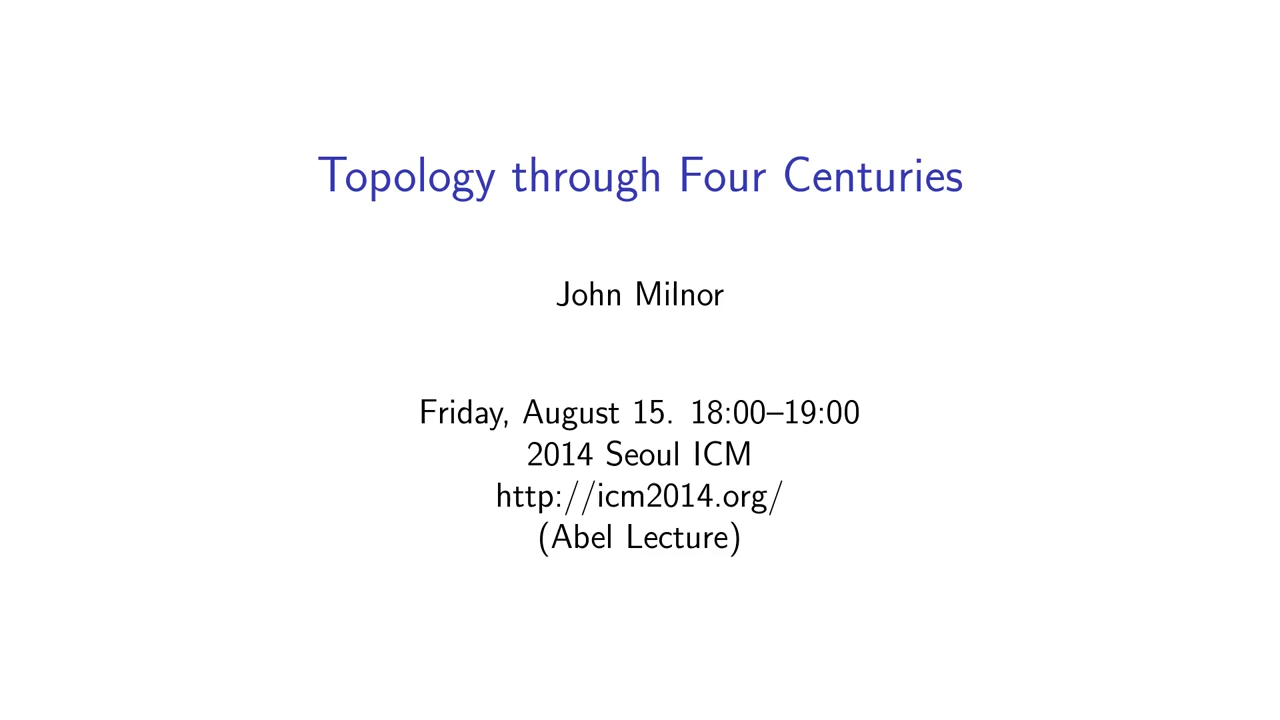 Topology through Four Centuries
John Milnor
Friday, August 15. 18:00–19:00
2014 Seoul ICM
http://icm2014.org/
(Abel Lecture)